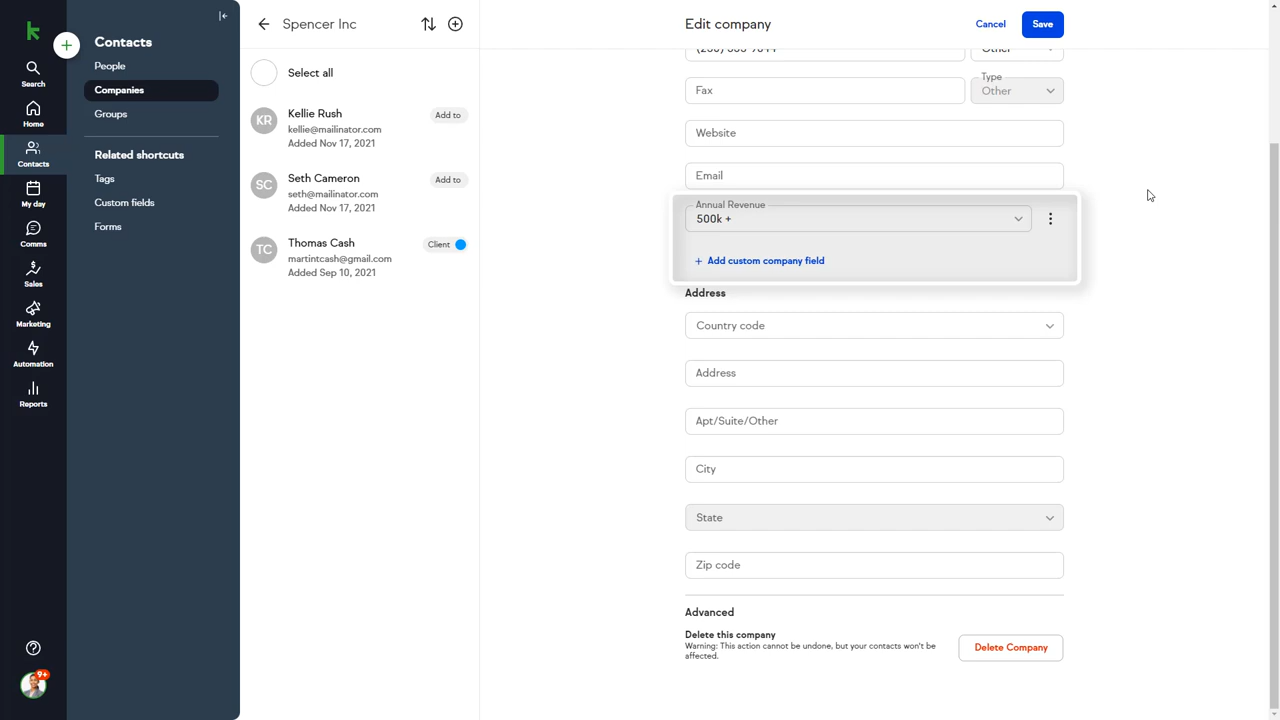 Search
Home
Contacts
My day
Comms
Sales
Marketing
Automation
Reports
9+
Contacts
People
Companies
Groups
Related shortcuts
Tags
Custom fields
Forms
Spencer Inc
Select all
KR
Kellie Rush
kellie@mailinator.com
Added Nov 17, 2021
Add to
SC
Seth Cameron
seth@mailinator.com
Added Nov 17, 2021
Add to
TC
Thomas Cash
martintcash@gmail.com
Added Sep 10, 2021
Client
Edit company
Cancel
Save
Other
Fax
Type
Other
Website
Email
Annual Revenue
500k +
+ Add custom company field
Address
Country code
Address
Apt/Suite/Other
City
State
Zip code
Advanced
Delete this company
Warning: This action cannot be undone, but your contacts won't be
affected.
Delete Company